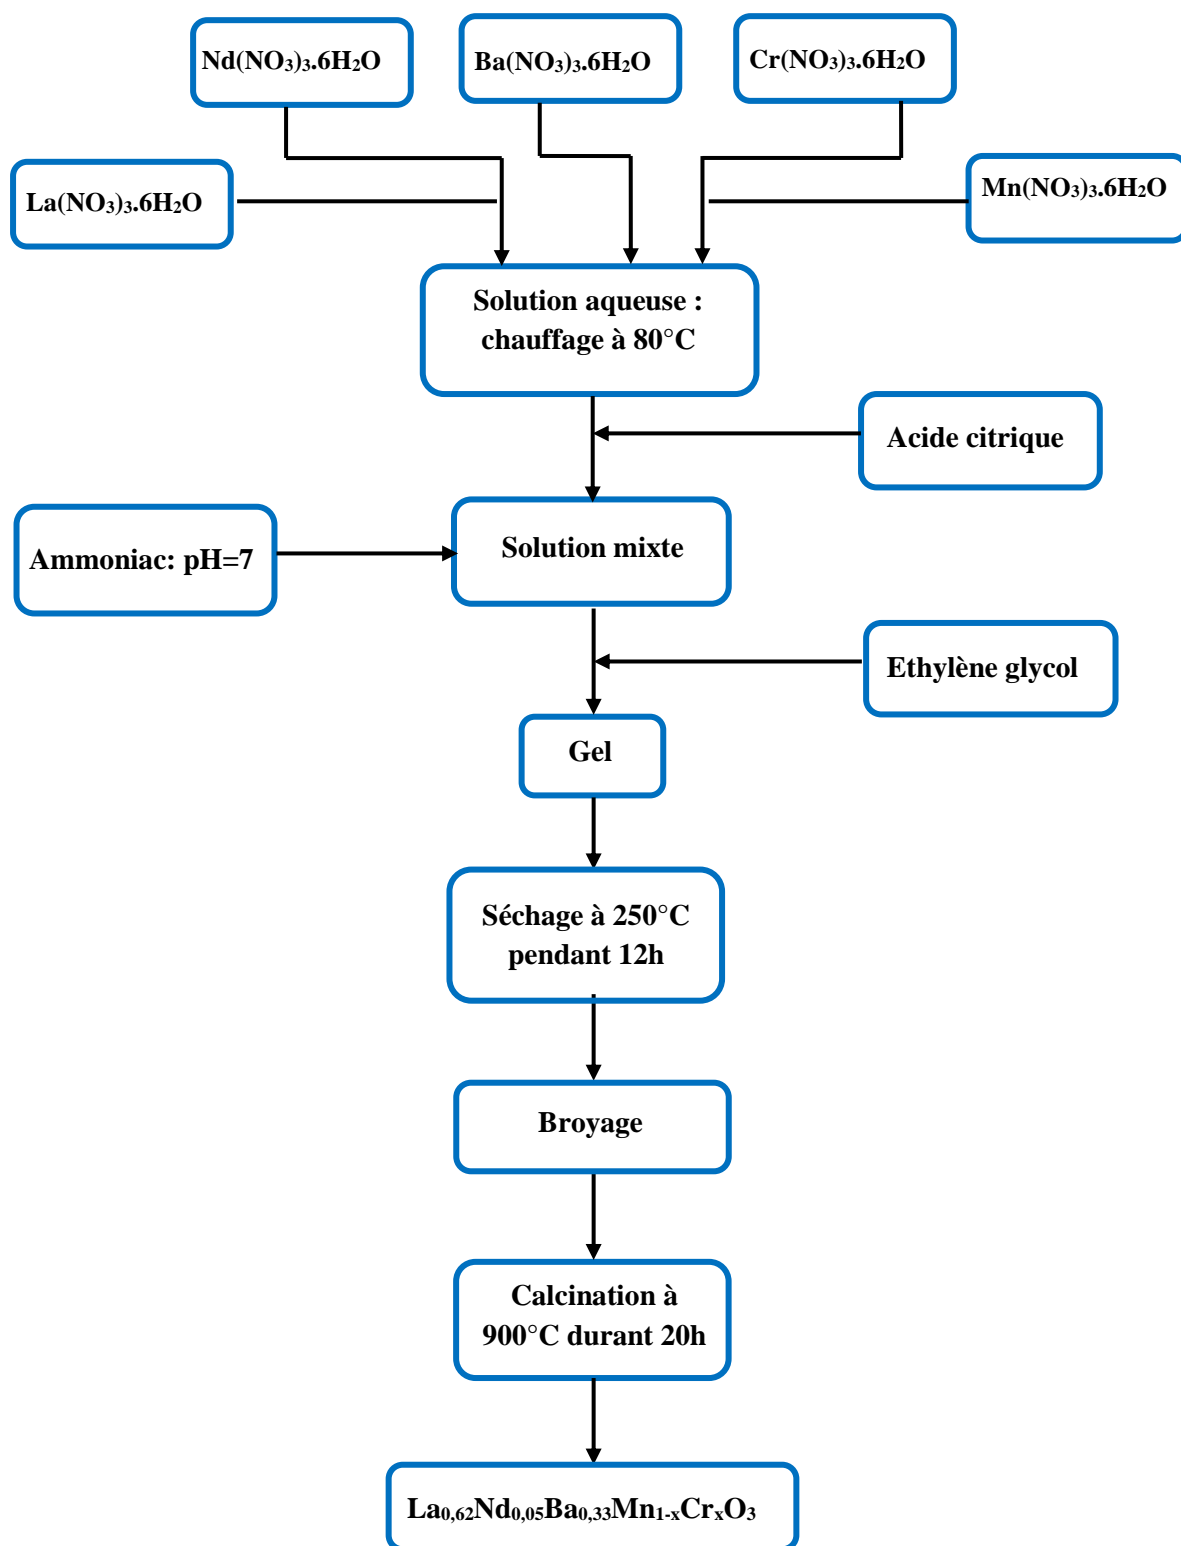 Nd(NO₃)₃.6H₂O
Ba(NO₃)₃.6H₂O
Cr(NO₃)₃.6H₂O
La(NO₃)₃.6H₂O
Mn(NO₃)₃.6H₂O
Solution aqueuse :
chauffage à 80°C
Acide citrique
Solution mixte
Ammoniac: pH=7
Ethylène glycol
Gel
Séchage à 250°C
pendant 12h
Broyage
Calcination à
900°C durant 20h
La₀,₆₂Nd₀,₀₅Ba₀,₃₃Mn₁₋ₓCrₓO₃